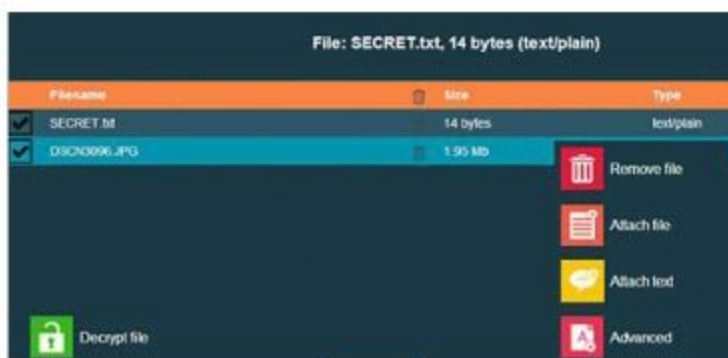 File: SECRET.txt, 14 bytes (text/plain)
Filename Size Type
SECRET.txt 14 bytes text/plain
DSCN3096.JPG 1.95 Mb
Remove file
Attach file
Attach text
Decrypt file Advanced